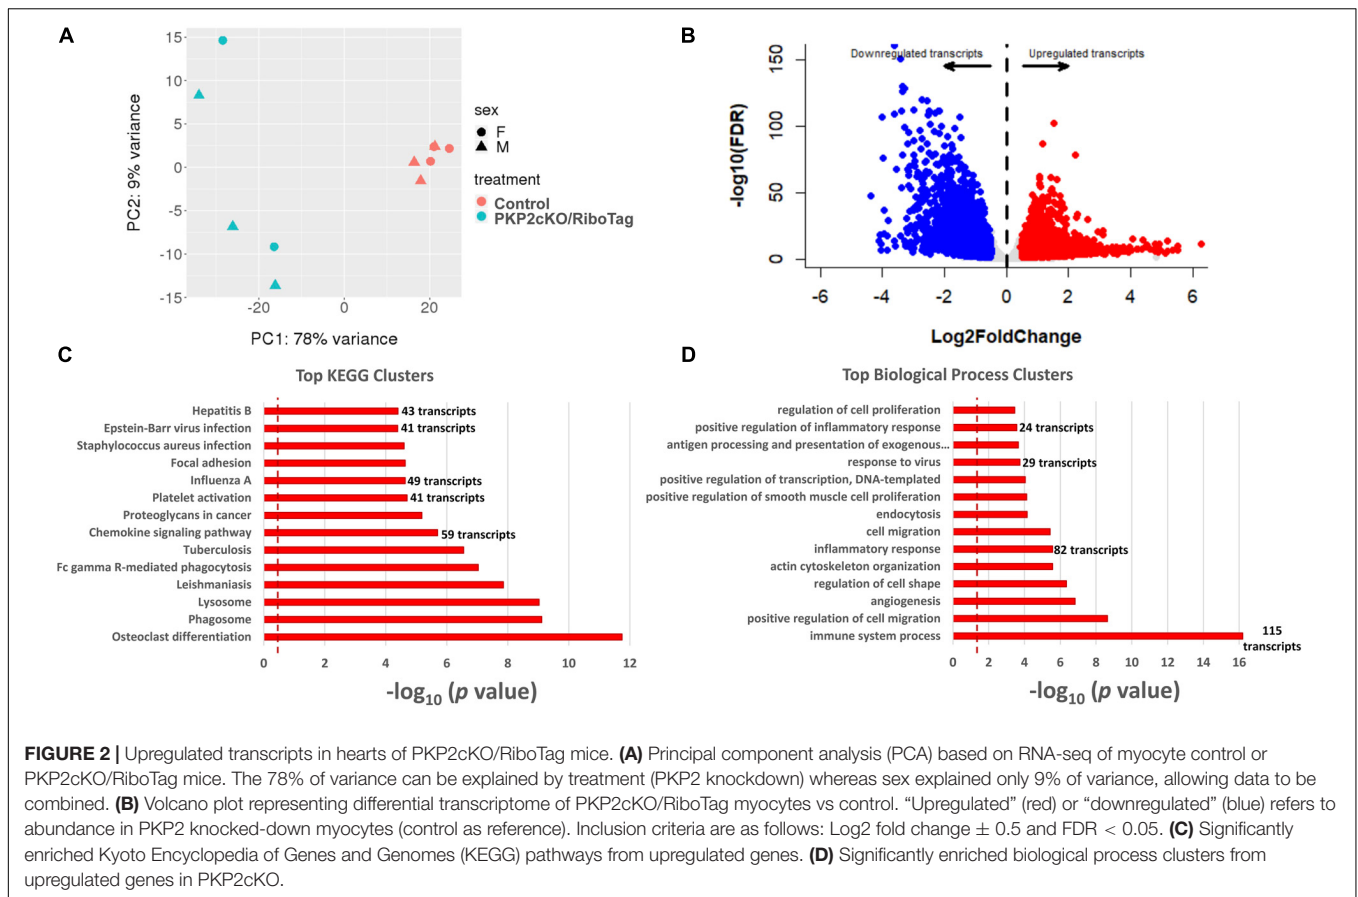 A
15
10
5
0
-5
-10
-15
-20
0
20
PC2: 9% variance
PC1: 78% variance
sex
F
M
treatment
Control
PKP2cKO/RiboTag
B
Downregulated transcripts
Upregulated transcripts
150
100
50
0
-log10(FDR)
-6
-4
-2
0
2
4
6
Log2FoldChange
C
Top KEGG Clusters
Hepatitis B
43 transcripts
Epstein-Barr virus infection
41 transcripts
Staphylococcus aureus infection
Focal adhesion
Influenza A
49 transcripts
Platelet activation
41 transcripts
Proteoglycans in cancer
Chemokine signaling pathway
59 transcripts
Tuberculosis
Fc gamma R-mediated phagocytosis
Leishmaniasis
Lysosome
Phagosome
Osteoclast differentiation
0
2
4
6
8
10
12
-log10 (p value)
D
Top Biological Process Clusters
regulation of cell proliferation
positive regulation of inflammatory response
24 transcripts
antigen processing and presentation of exogenous...
response to virus
29 transcripts
positive regulation of transcription, DNA-templated
positive regulation of smooth muscle cell proliferation
endocytosis
cell migration
inflammatory response
82 transcripts
actin cytoskeleton organization
regulation of cell shape
angiogenesis
positive regulation of cell migration
immune system process
115
transcripts
0
2
4
6
8
10
12
14
16
-log10 (p value)
FIGURE 2 | Upregulated transcripts in hearts of PKP2cKO/RiboTag mice. (A) Principal component analysis (PCA) based on RNA-seq of myocyte control or
PKP2cKO/RiboTag mice. The 78% of variance can be explained by treatment (PKP2 knockdown) whereas sex explained only 9% of variance, allowing data to be
combined. (B) Volcano plot representing differential transcriptome of PKP2cKO/RiboTag myocytes vs control. “Upregulated” (red) or “downregulated” (blue) refers to
abundance in PKP2 knocked-down myocytes (control as reference). Inclusion criteria are as follows: Log2 fold change ± 0.5 and FDR < 0.05. (C) Significantly
enriched Kyoto Encyclopedia of Genes and Genomes (KEGG) pathways from upregulated genes. (D) Significantly enriched biological process clusters from
upregulated genes in PKP2cKO.